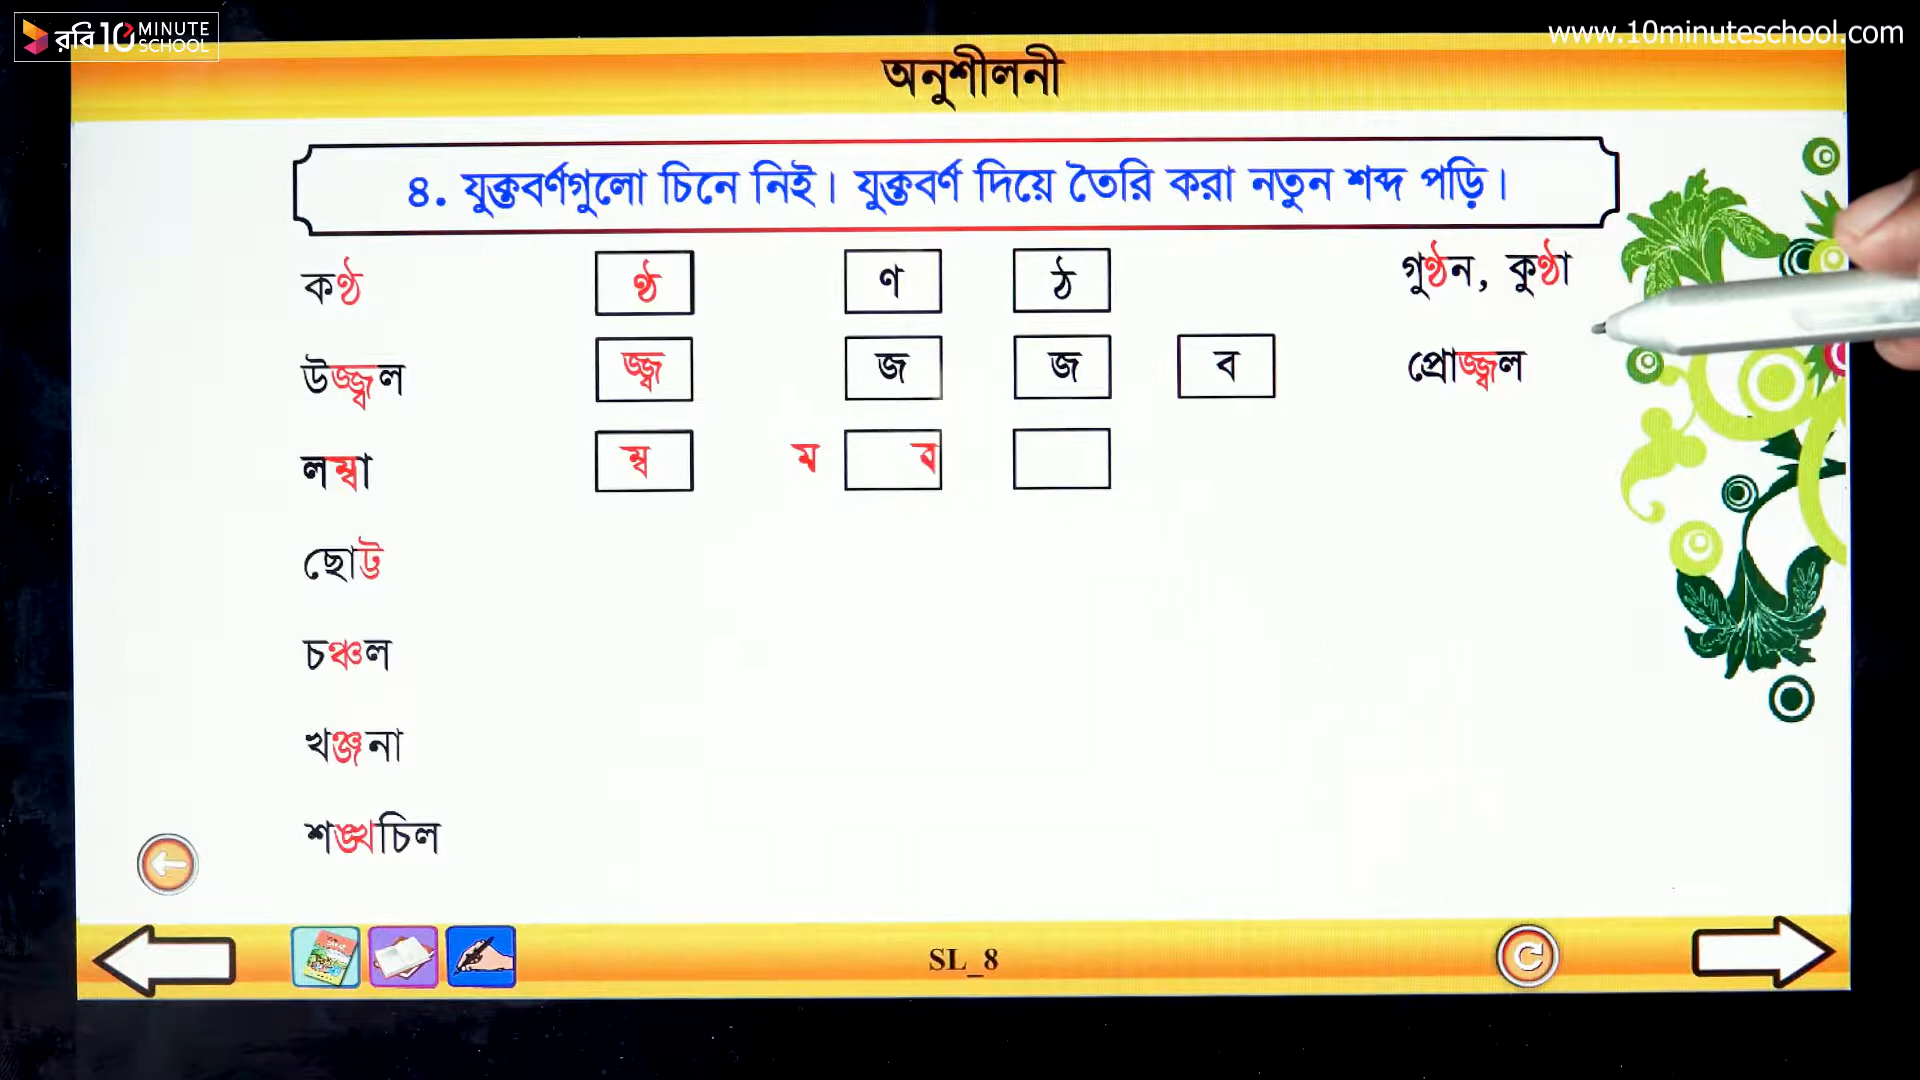 রবি 10 MINUTE SCHOOL
www.10minuteschool.com
অনুশীলনী
৪. যুক্তবর্ণগুলো চিনে নিই। যুক্তবর্ণ দিয়ে তৈরি করা নতুন শব্দ পড়ি।
কণ্ঠ ণ্ঠ ণ ঠ গুণ্ঠন, কুণ্ঠা
উজ্জ্বল জ্জ্ব জ জ ব প্রোজ্জ্বল
লম্বা ম্ব ম ব
ছোট্ট
চঞ্চল
খঞ্জনা
শঙ্খচিল
SL_8